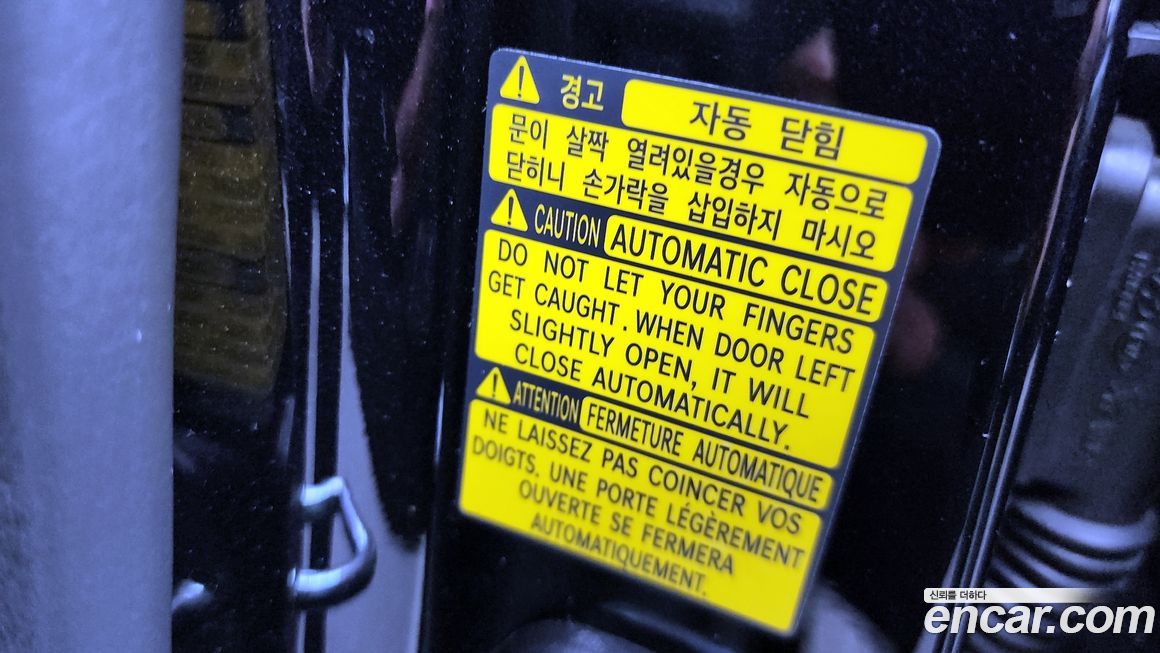 경고 자동 닫힘
문이 살짝 열려있을경우 자동으로
닫히니 손가락을 삽입하지 마시오
CAUTION AUTOMATIC CLOSE
DO NOT LET YOUR FINGERS
GET CAUGHT. WHEN DOOR LEFT
SLIGHTLY OPEN, IT WILL
CLOSE AUTOMATICALLY.
ATTENTION FERMETURE AUTOMATIQUE
NE LAISSEZ PAS COINCER VOS
DOIGTS. UNE PORTE LÉGÈREMENT
OUVERTE SE FERMERA
AUTOMATIQUEMENT.
신뢰를 더하다
encar.com